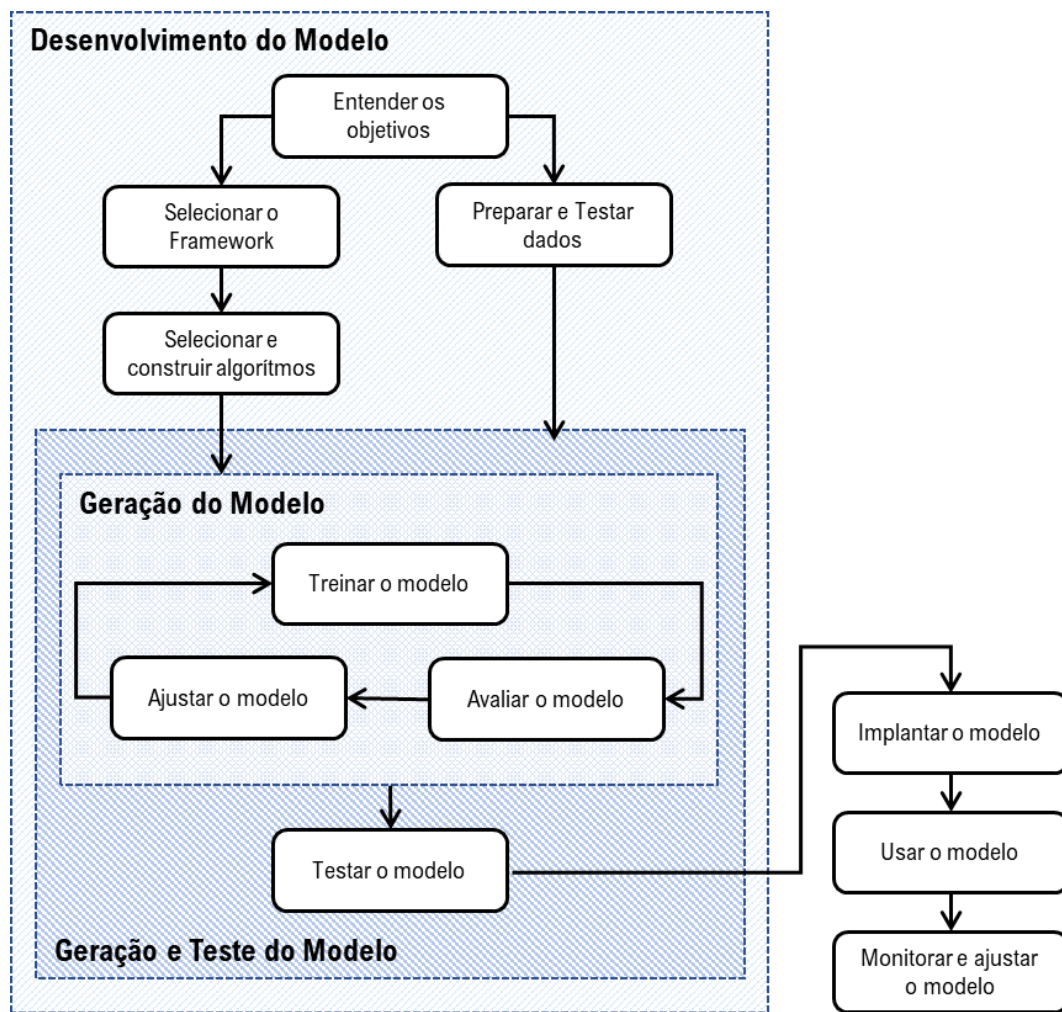 Desenvolvimento do Modelo
Entender os
objetivos
Selecionar o
Framework
Preparar e Testar
dados
Selecionar e
construir algorítmos
Geração do Modelo
Treinar o modelo
Ajustar o modelo
Avaliar o modelo
Testar o modelo
Geração e Teste do Modelo
Implantar o modelo
Usar o modelo
Monitorar e ajustar
o modelo